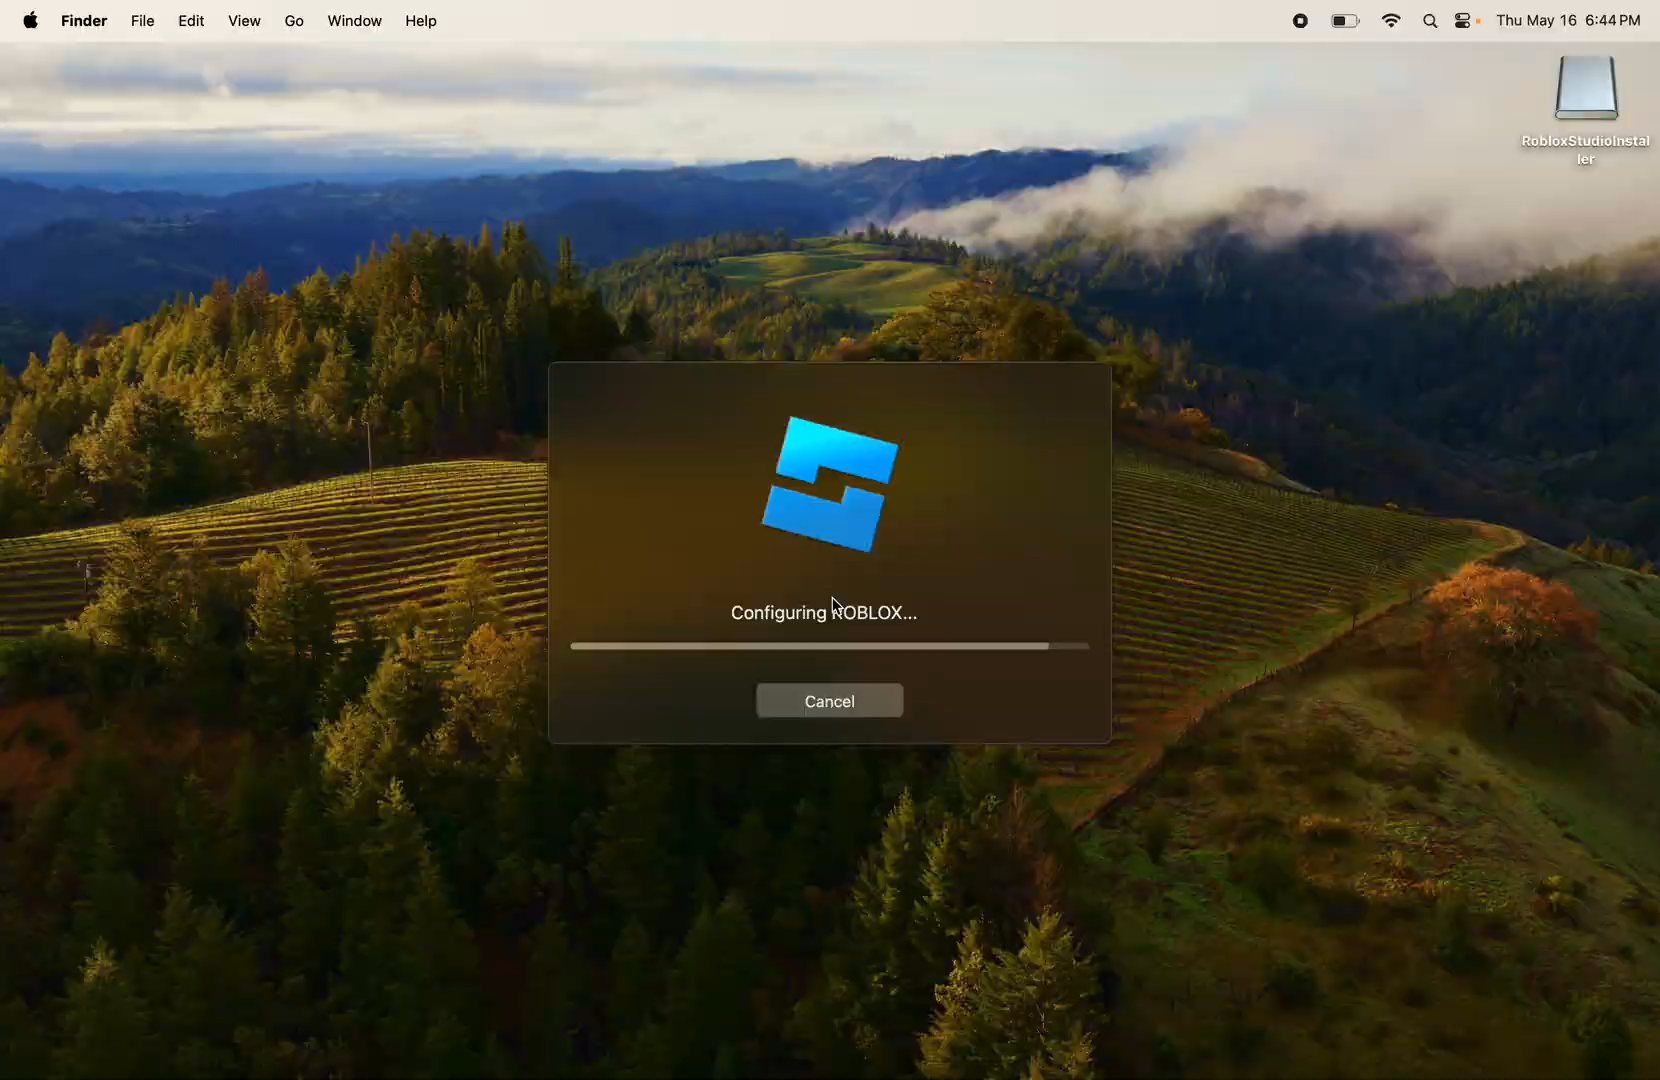 Finder File Edit View Go Window Help Thu May 16 6:44 PM
RobloxStudioInstal
ler
Configuring ROBLOX...
Cancel